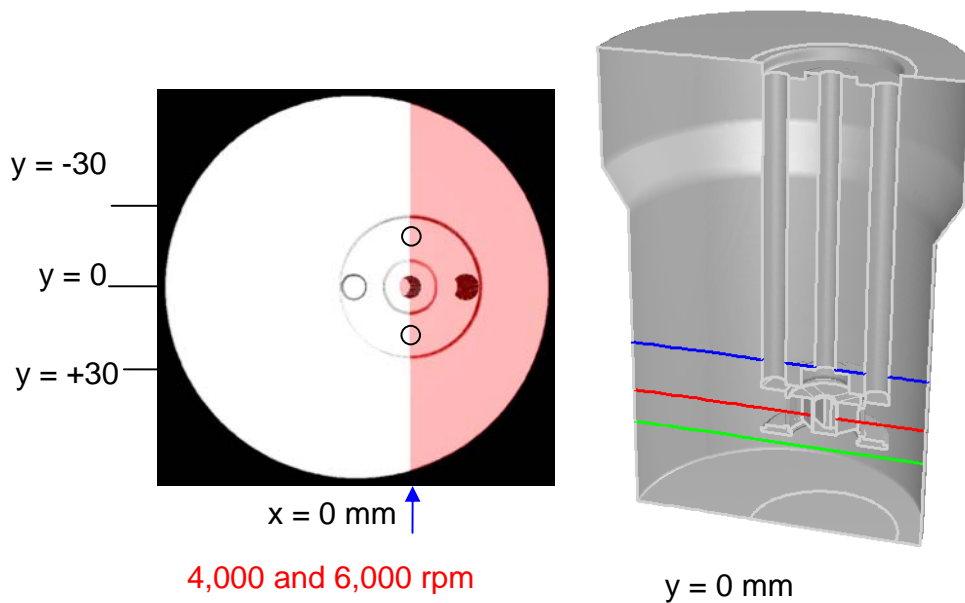 y = -30
y = 0
y = +30
x = 0 mm
4,000 and 6,000 rpm
y = 0 mm